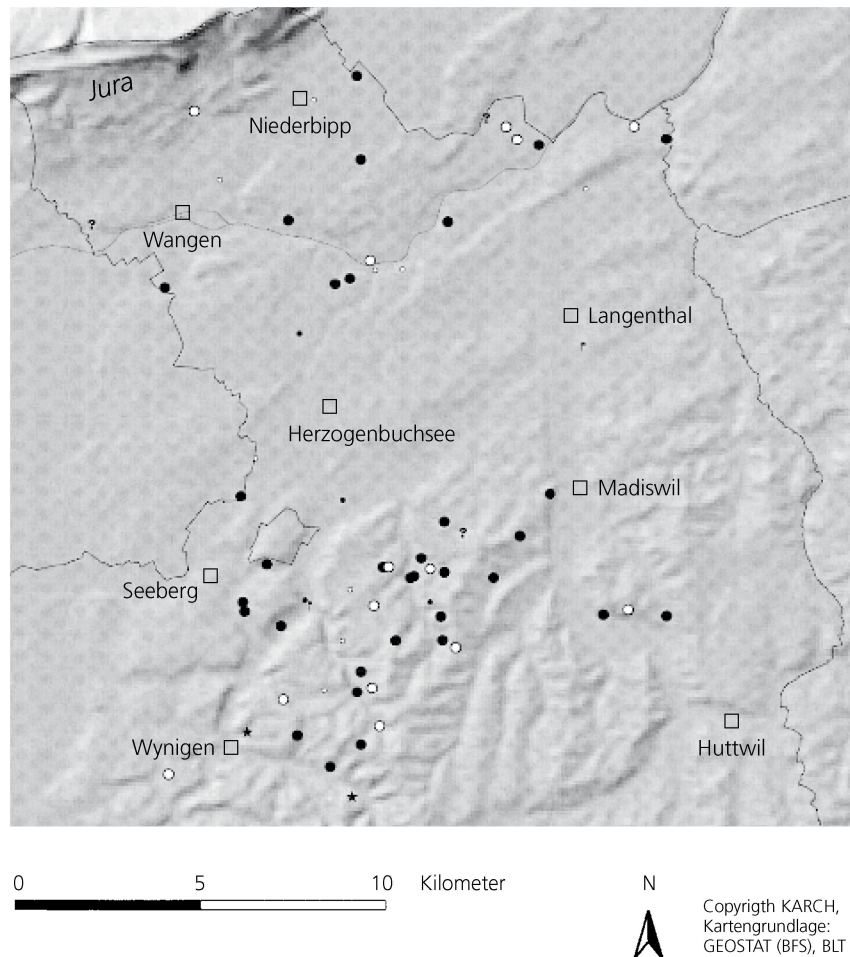 Jura
Niederbipp
?
?
Wangen
Langenthal
Herzogenbuchsee
Madiswil
?
Seeberg
Wynigen
Huttwil
0 5 10 Kilometer N
Copyrigth KARCH,
Kartengrundlage:
GEOSTAT (BFS), BLT